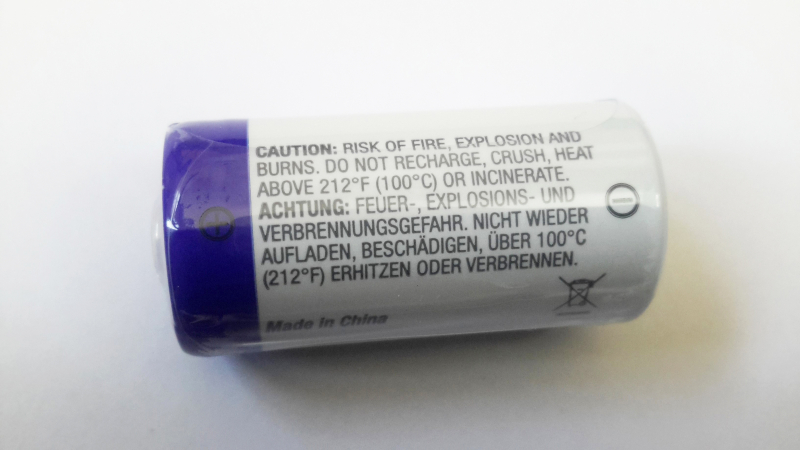 CAUTION: RISK OF FIRE, EXPLOSION AND
BURNS. DO NOT RECHARGE, CRUSH, HEAT
ABOVE 212°F (100°C) OR INCINERATE.
ACHTUNG: FEUER-, EXPLOSIONS- UND
VERBRENNUNGSGEFAHR. NICHT WIEDER
AUFLADEN, BESCHÄDIGEN, ÜBER 100°C
(212°F) ERHITZEN ODER VERBRENNEN.
Made in China